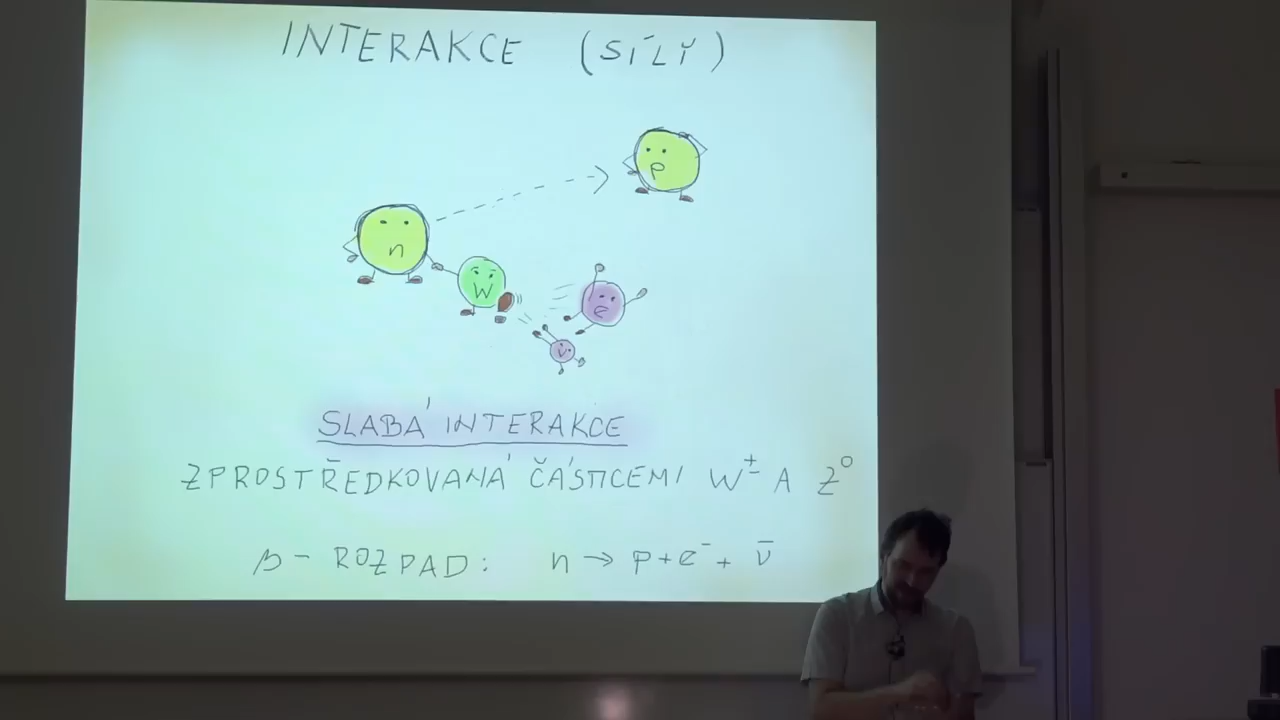 INTERAKCE (SÍLY)
p
n
W
e
ν
SLABÁ INTERAKCE
ZPROSTŘEDKOVANÁ ČÁSTICEMI W± A Z⁰
β - ROZPAD: n → p + e⁻ + ν̄